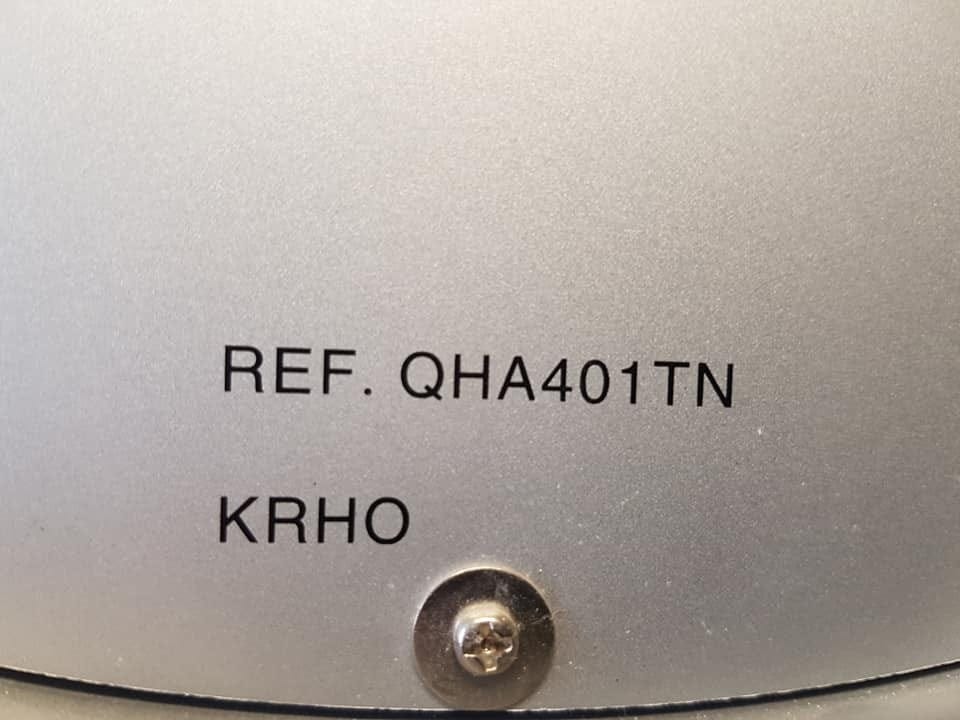 REF. QHA401TN
KRHO